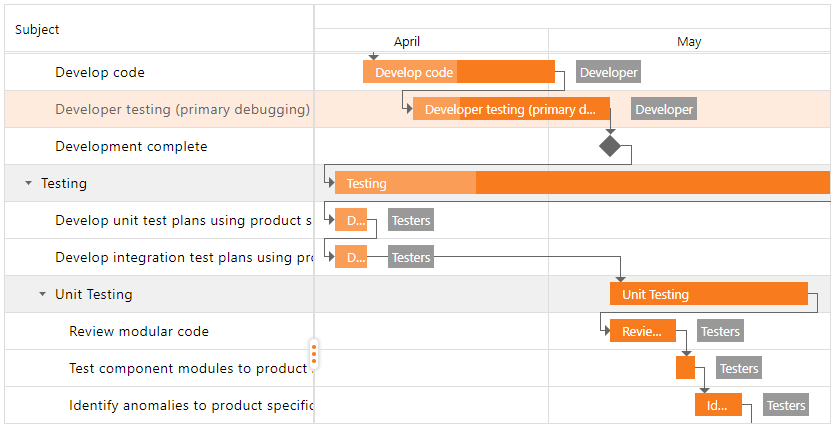 Subject
April May
Develop code Develop code Developer
Developer testing (primary debugging) Developer testing (primary d... Developer
Development complete
Testing Testing
Develop unit test plans using product s D... Testers
Develop integration test plans using pro D... Testers
Unit Testing Unit Testing
Review modular code Revie... Testers
Test component modules to product Testers
Identify anomalies to product specific Id... Testers